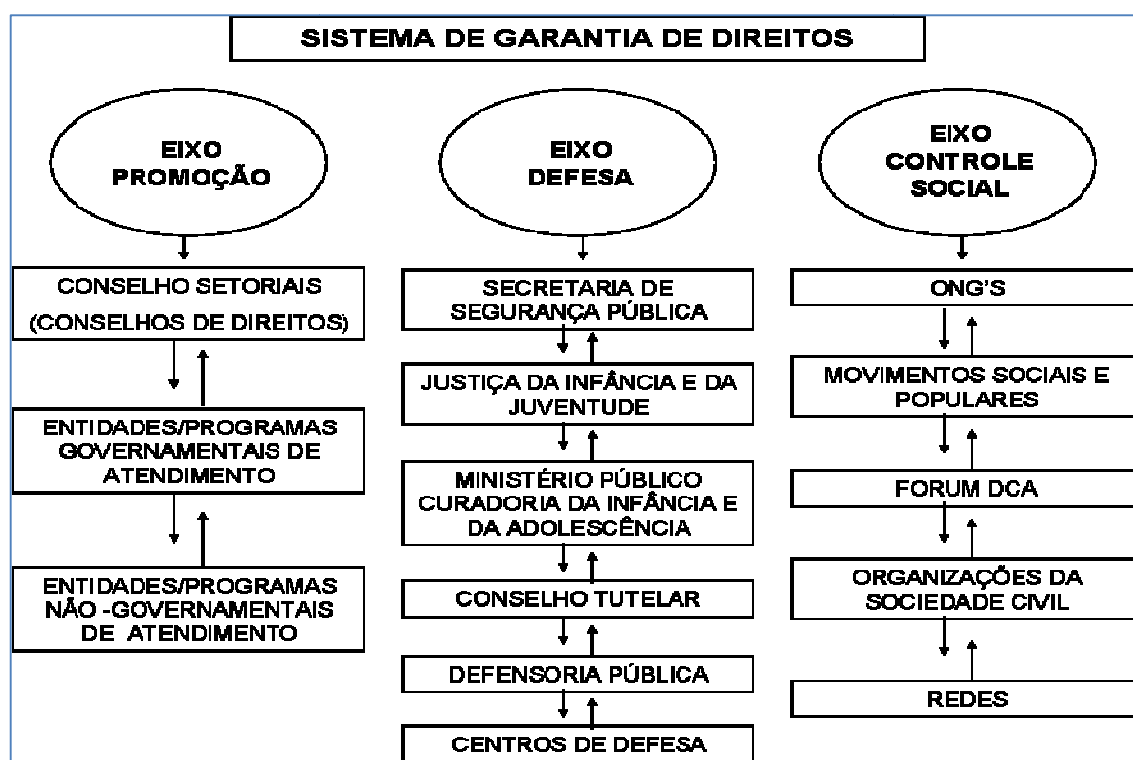 SISTEMA DE GARANTIA DE DIREITOS
EIXO
PROMOÇÃO
CONSELHO SETORIAIS
(CONSELHOS DE DIREITOS)
ENTIDADES/PROGRAMAS
GOVERNAMENTAIS DE
ATENDIMENTO
ENTIDADES/PROGRAMAS
NÃO -GOVERNAMENTAIS
DE ATENDIMENTO
EIXO
DEFESA
SECRETARIA DE
SEGURANÇA PÚBLICA
JUSTIÇA DA INFÂNCIA E DA
JUVENTUDE
MINISTÉRIO PÚBLICO
CURADORIA DA INFÂNCIA E
DA ADOLESCÊNCIA
CONSELHO TUTELAR
DEFENSORIA PÚBLICA
CENTROS DE DEFESA
EIXO
CONTROLE
SOCIAL
ONG'S
MOVIMENTOS SOCIAIS E
POPULARES
FORUM DCA
ORGANIZAÇÕES DA
SOCIEDADE CIVIL
REDES